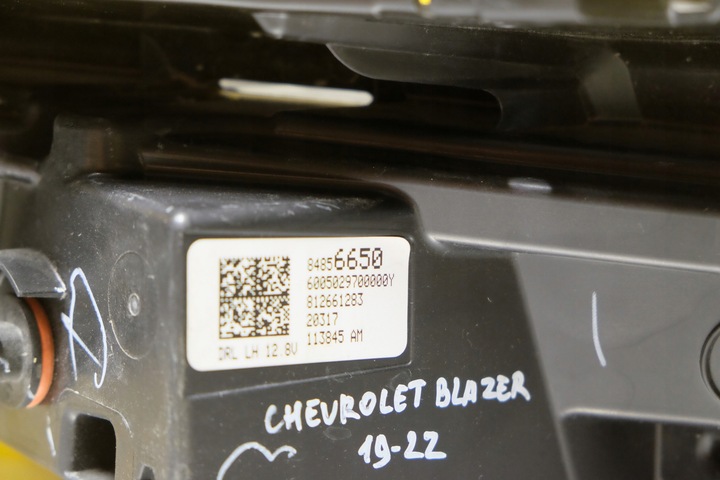 84856650
6005029700000Y
812661283
20317
113845 AM
DRL LH 12.8V
CHEVROLET BLAZER
19-22